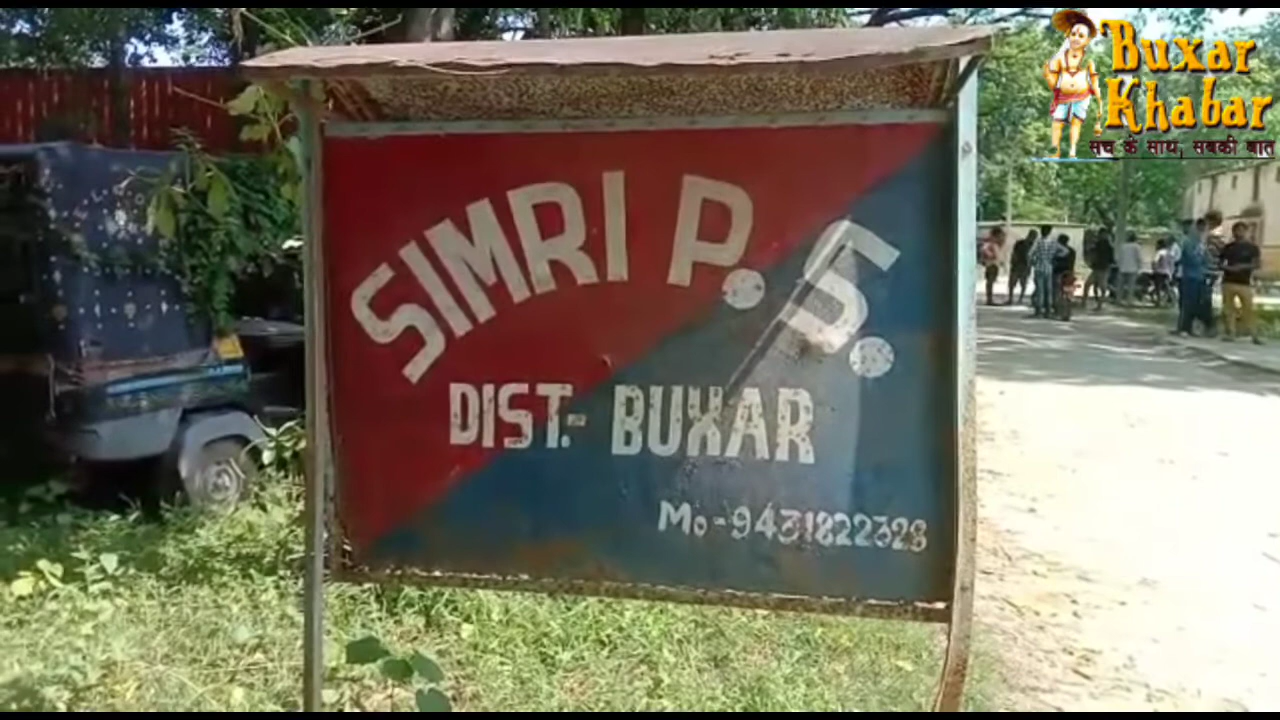 Buxar
Khabar
सच के साथ, सबकी बात
SIMRI P. S.
DIST:- BUXAR
Mo-9431822328